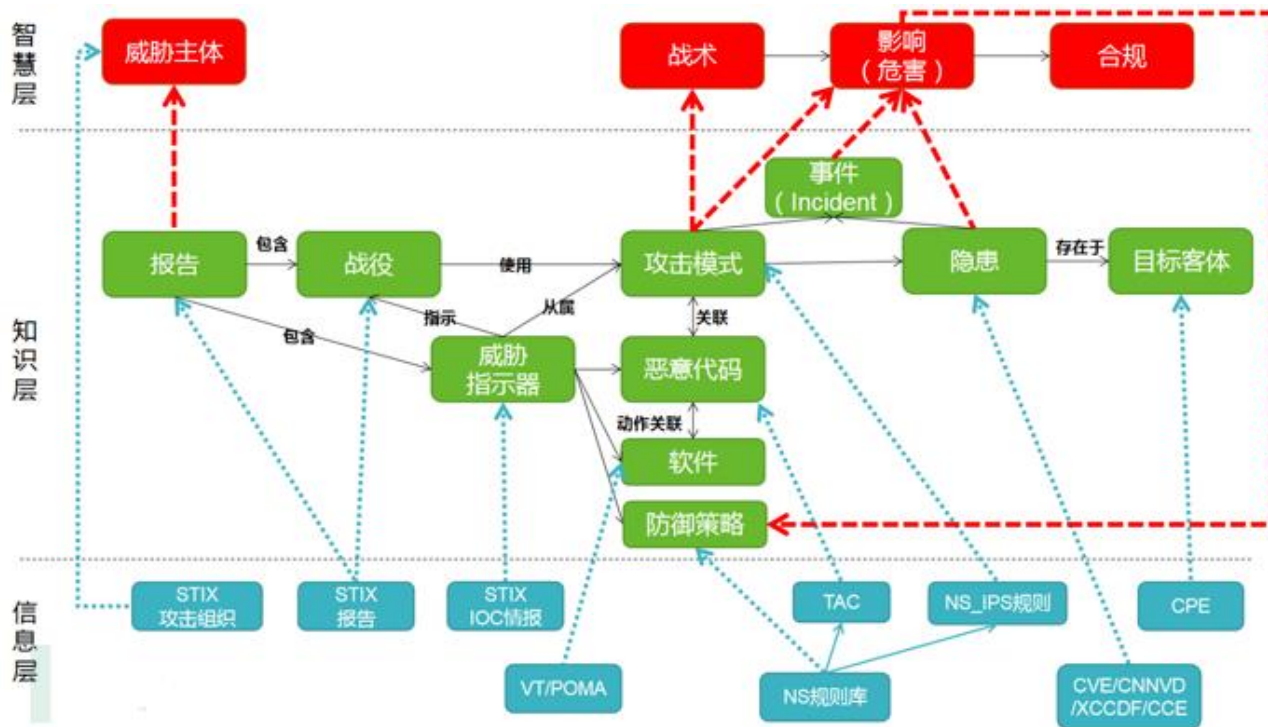 智慧层
威胁主体
战术
影响
（危害）
合规
知识层
事件
（Incident）
报告
包含
战役
使用
攻击模式
隐患
存在于
目标客体
包含
指示
从属
关联
威胁
指示器
恶意代码
动作关联
软件
防御策略
信息层
STIX
攻击组织
STIX
报告
STIX
IOC情报
TAC
NS_IPS规则
CPE
VT/POMA
NS规则库
CVE/CNNVD
/XCCDF/CCE